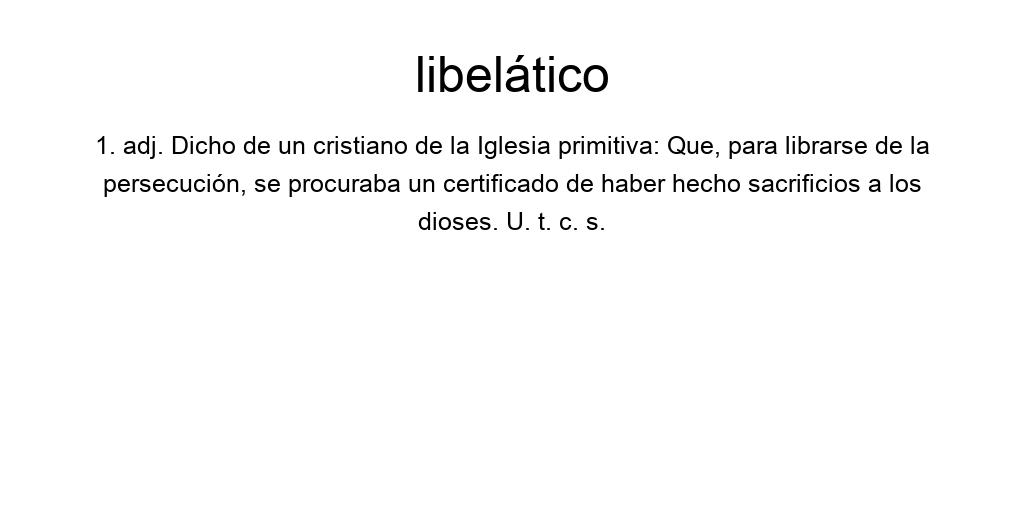 libelático
1. adj. Dicho de un cristiano de la Iglesia primitiva: Que, para librarse de la
persecución, se procuraba un certificado de haber hecho sacrificios a los
dioses. U. t. c. s.